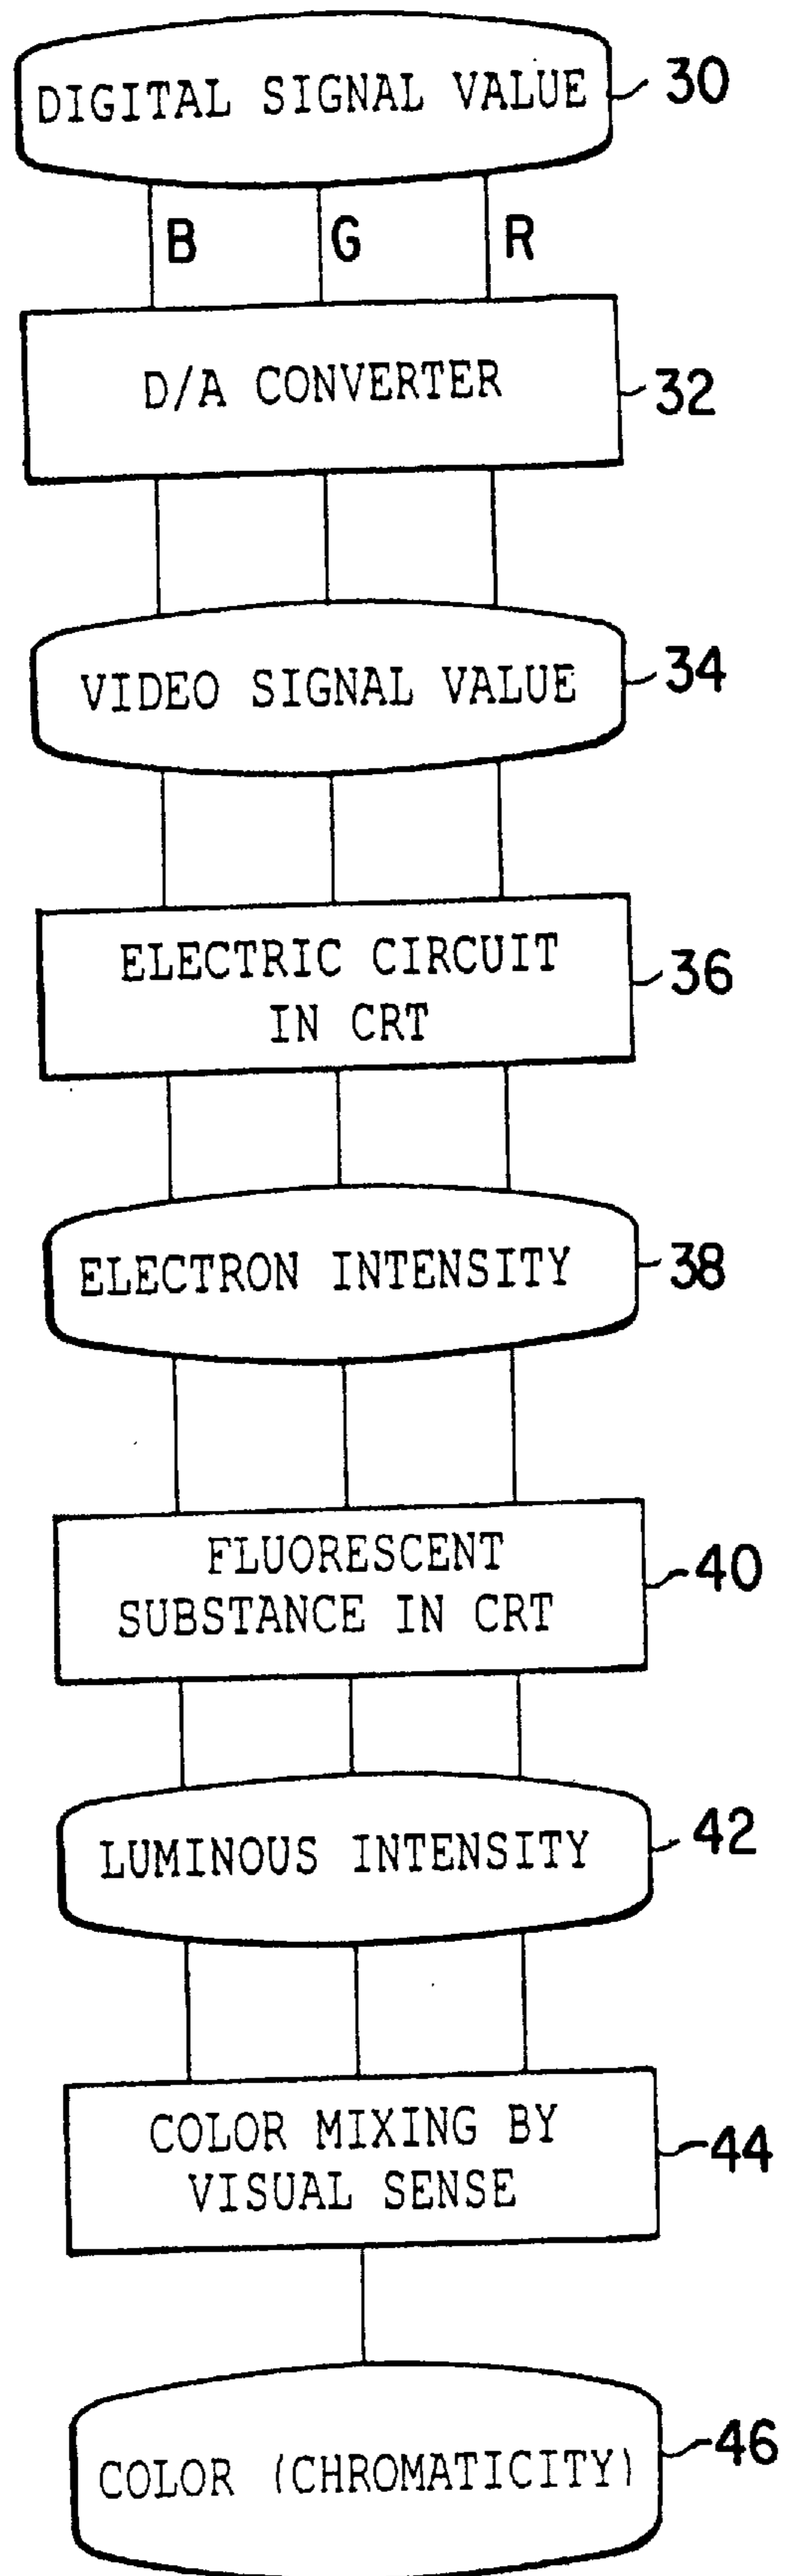 DIGITAL SIGNAL VALUE 30
B G R
D/A CONVERTER 32
VIDEO SIGNAL VALUE 34
ELECTRIC CIRCUIT
IN CRT 36
ELECTRON INTENSITY 38
FLUORESCENT
SUBSTANCE IN CRT 40
LUMINOUS INTENSITY 42
COLOR MIXING BY
VISUAL SENSE 44
COLOR (CHROMATICITY) 46